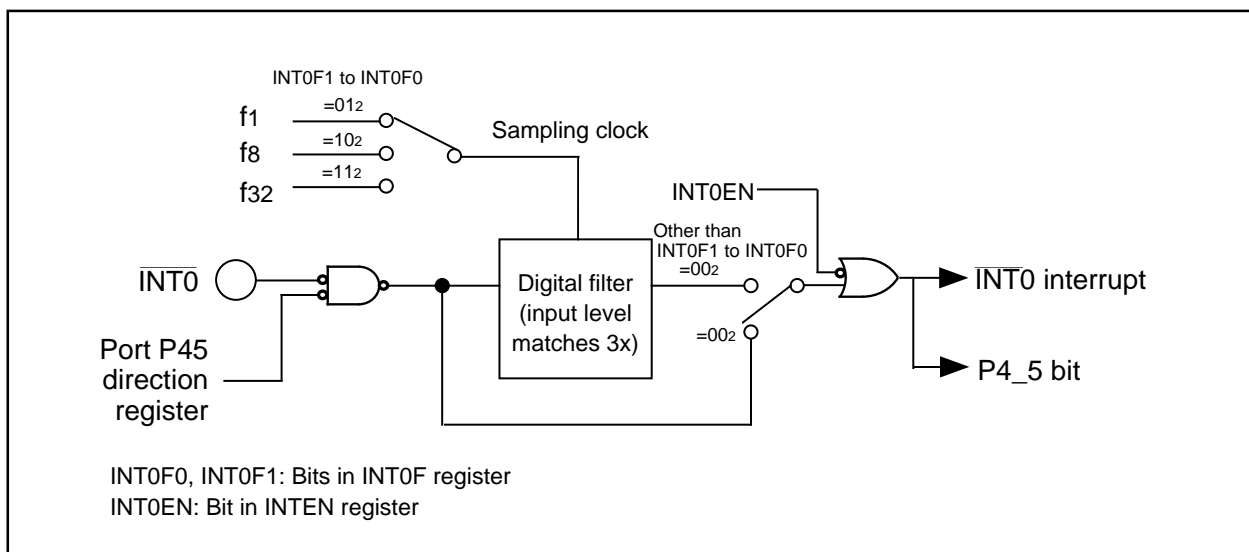 INT0F1 to INT0F0
f1
=012
f8
=102
f32
=112
Sampling clock
INT0EN
Other than
INT0F1 to INT0F0
=002
INT0
Digital filter
(input level
matches 3x)
=002
INT0 interrupt
Port P45
direction
register
P4_5 bit
INT0F0, INT0F1: Bits in INT0F register
INT0EN: Bit in INTEN register